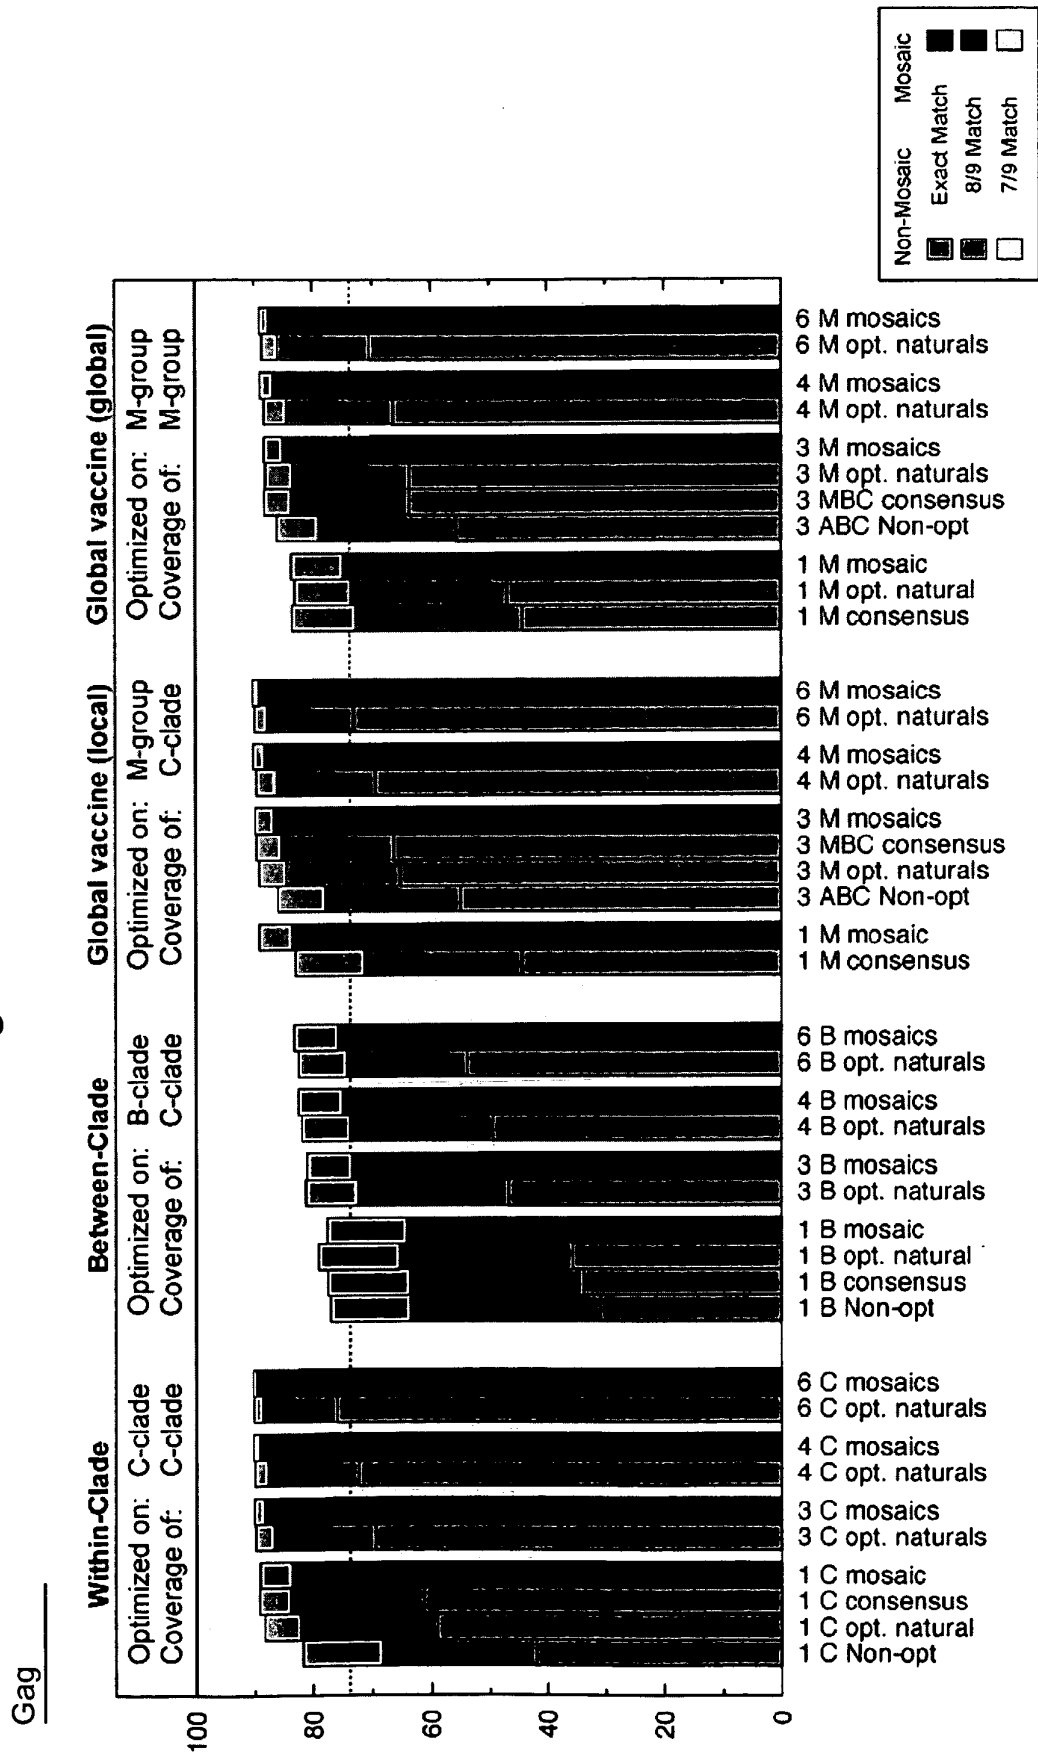 Gag
Within-Clade
Optimized on: C-clade
Coverage of: C-clade
Between-Clade
Optimized on: B-clade
Coverage of: C-clade
Global vaccine (local)
Optimized on: M-group
Coverage of: C-clade
Global vaccine (global)
Optimized on: M-group
Coverage of: M-group
100
80
60
40
20
0
1 C Non-opt
1 C opt. natural
1 C consensus
1 C mosaic
3 C opt. naturals
3 C mosaics
4 C opt. naturals
4 C mosaics
6 C opt. naturals
6 C mosaics
1 B Non-opt
1 B consensus
1 B opt. natural
1 B mosaic
3 B opt. naturals
3 B mosaics
4 B opt. naturals
4 B mosaics
6 B opt. naturals
6 B mosaics
1 M consensus
1 M mosaic
3 ABC Non-opt
3 M opt. naturals
3 MBC consensus
3 M mosaics
4 M opt. naturals
4 M mosaics
6 M opt. naturals
6 M mosaics
1 M consensus
1 M opt. natural
1 M mosaic
3 ABC Non-opt
3 MBC consensus
3 M opt. naturals
3 M mosaics
4 M opt. naturals
4 M mosaics
6 M opt. naturals
6 M mosaics
Non-Mosaic Mosaic
Exact Match
8/9 Match
7/9 Match